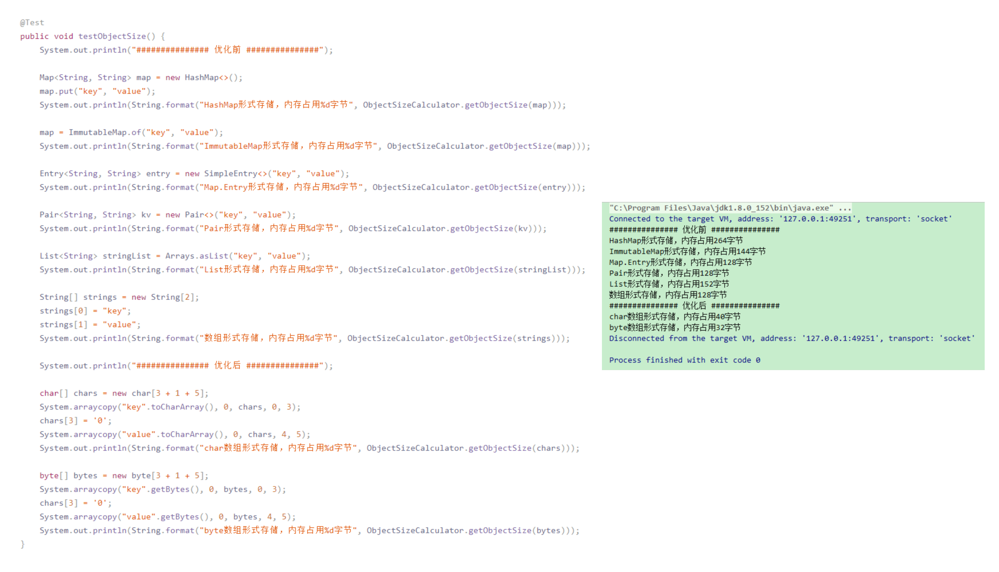 @Test
public void testObjectSize() {
    System.out.println("############### 优化前 ###############");
    Map<String, String> map = new HashMap<>();
    map.put("key", "value");
    System.out.println(String.format("HashMap形式存储，内存占用%d字节", ObjectSizeCalculator.getObjectSize(map)));
    map = ImmutableMap.of("key", "value");
    System.out.println(String.format("ImmutableMap形式存储，内存占用%d字节", ObjectSizeCalculator.getObjectSize(map)));
    Entry<String, String> entry = new SimpleEntry<>("key", "value");
    System.out.println(String.format("Map.Entry形式存储，内存占用%d字节", ObjectSizeCalculator.getObjectSize(entry)));
    Pair<String, String> kv = new Pair<>("key", "value");
    System.out.println(String.format("Pair形式存储，内存占用%d字节", ObjectSizeCalculator.getObjectSize(kv)));
    List<String> stringList = Arrays.asList("key", "value");
    System.out.println(String.format("List形式存储，内存占用%d字节", ObjectSizeCalculator.getObjectSize(stringList)));
    String[] strings = new String[2];
    strings[0] = "key";
    strings[1] = "value";
    System.out.println(String.format("数组形式存储，内存占用%d字节", ObjectSizeCalculator.getObjectSize(strings)));
    System.out.println("############### 优化后 ###############");
    char[] chars = new char[3 + 1 + 5];
    System.arraycopy("key".toCharArray(), 0, chars, 0, 3);
    chars[3] = '0';
    System.arraycopy("value".toCharArray(), 0, chars, 4, 5);
    System.out.println(String.format("char数组形式存储，内存占用%d字节", ObjectSizeCalculator.getObjectSize(chars)));
    byte[] bytes = new byte[3 + 1 + 5];
    System.arraycopy("key".getBytes(), 0, bytes, 0, 3);
    chars[3] = '0';
    System.arraycopy("value".getBytes(), 0, bytes, 4, 5);
    System.out.println(String.format("byte数组形式存储，内存占用%d字节", ObjectSizeCalculator.getObjectSize(bytes)));
}
"C:\Program Files\Java\jdk1.8.0_152\bin\java.exe" ...
Connected to the target VM, address: '127.0.0.1:49251', transport: 'socket'
############### 优化前 ###############
HashMap形式存储，内存占用264字节
ImmutableMap形式存储，内存占用144字节
Map.Entry形式存储，内存占用128字节
Pair形式存储，内存占用128字节
List形式存储，内存占用152字节
数组形式存储，内存占用128字节
############### 优化后 ###############
char数组形式存储，内存占用40字节
byte数组形式存储，内存占用32字节
Disconnected from the target VM, address: '127.0.0.1:49251', transport: 'socket'
Process finished with exit code 0